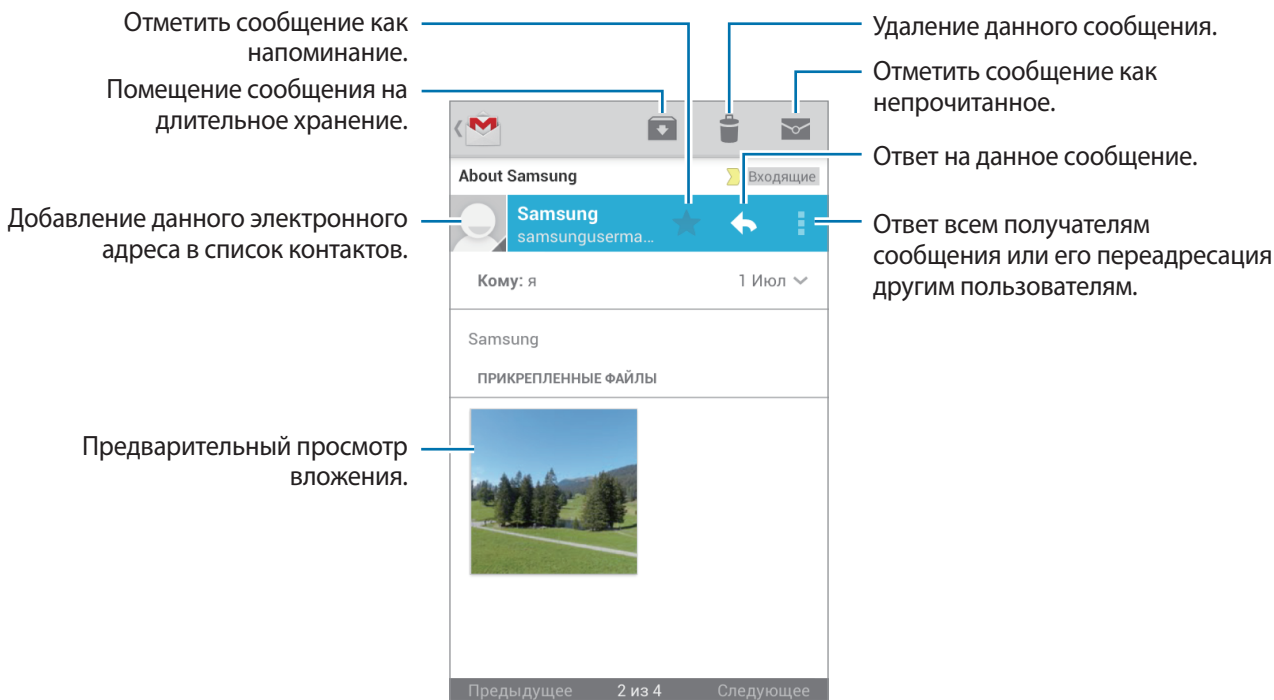 Отметить сообщение как
напоминание.
Помещение сообщения на
длительное хранение.
Добавление данного электронного
адреса в список контактов.
Предварительный просмотр
вложения.
About Samsung
Входящие
Samsung
samsunguserma...
Кому: я
1 Июл
Samsung
ПРИКРЕПЛЕННЫЕ ФАЙЛЫ
Предыдущее
2 из 4
Следующее
Удаление данного сообщения.
Отметить сообщение как
непрочитанное.
Ответ на данное сообщение.
Ответ всем получателям
сообщения или его переадресация
другим пользователям.